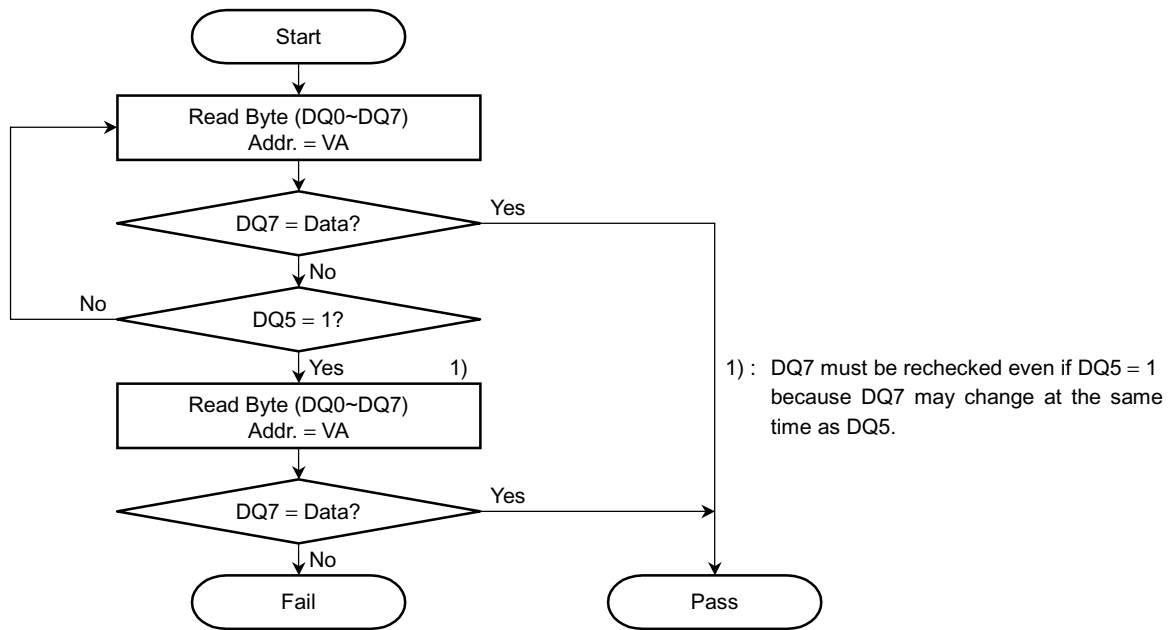 Start
Read Byte (DQ0~DQ7)
Addr. = VA
DQ7 = Data?
Yes
No
No
DQ5 = 1?
Yes
1)
Read Byte (DQ0~DQ7)
Addr. = VA
DQ7 = Data?
Yes
No
Fail
Pass
1) : DQ7 must be rechecked even if DQ5 = 1
because DQ7 may change at the same
time as DQ5.